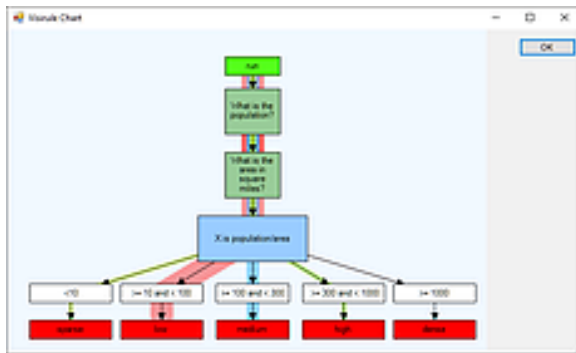 Visirule Chart
OK
run
What is the
population?
What is the
area in
square
miles?
X is population/area
<10
>= 10 and < 100
>= 100 and < 300
>= 300 and < 1000
>= 1000
sparse
low
medium
high
dense